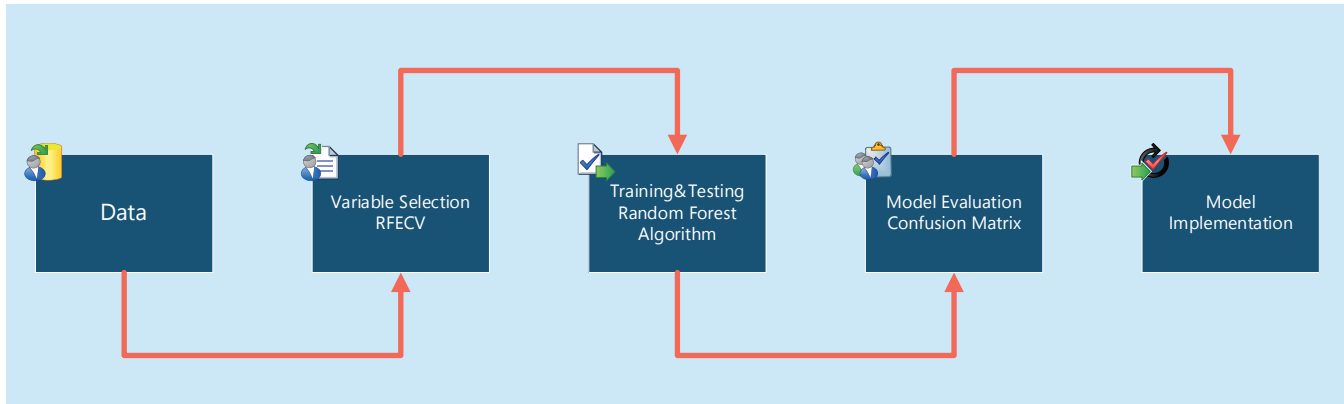 Data
Variable Selection
RFECV
Training&Testing
Random Forest
Algorithm
Model Evaluation
Confusion Matrix
Model
Implementation